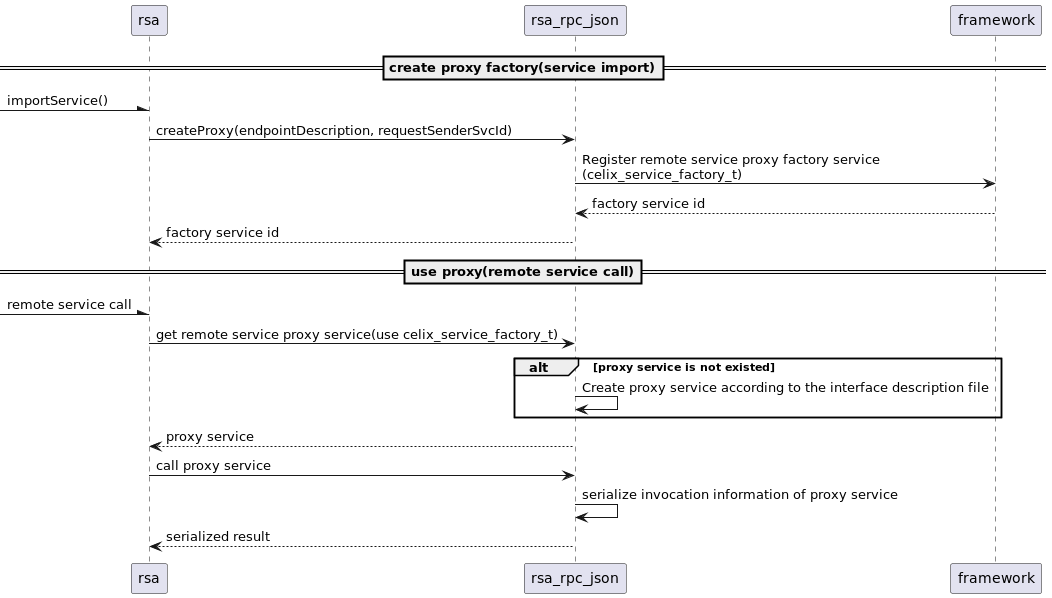 rsa
rsa_rpc_json
framework
create proxy factory(service import)
importService()
createProxy(endpointDescription, requestSenderSvcId)
Register remote service proxy factory service
(celix_service_factory_t)
factory service id
factory service id
use proxy(remote service call)
remote service call
get remote service proxy service(use celix_service_factory_t)
alt
[proxy service is not existed]
Create proxy service according to the interface description file
proxy service
call proxy service
serialize invocation information of proxy service
serialized result
rsa
rsa_rpc_json
framework